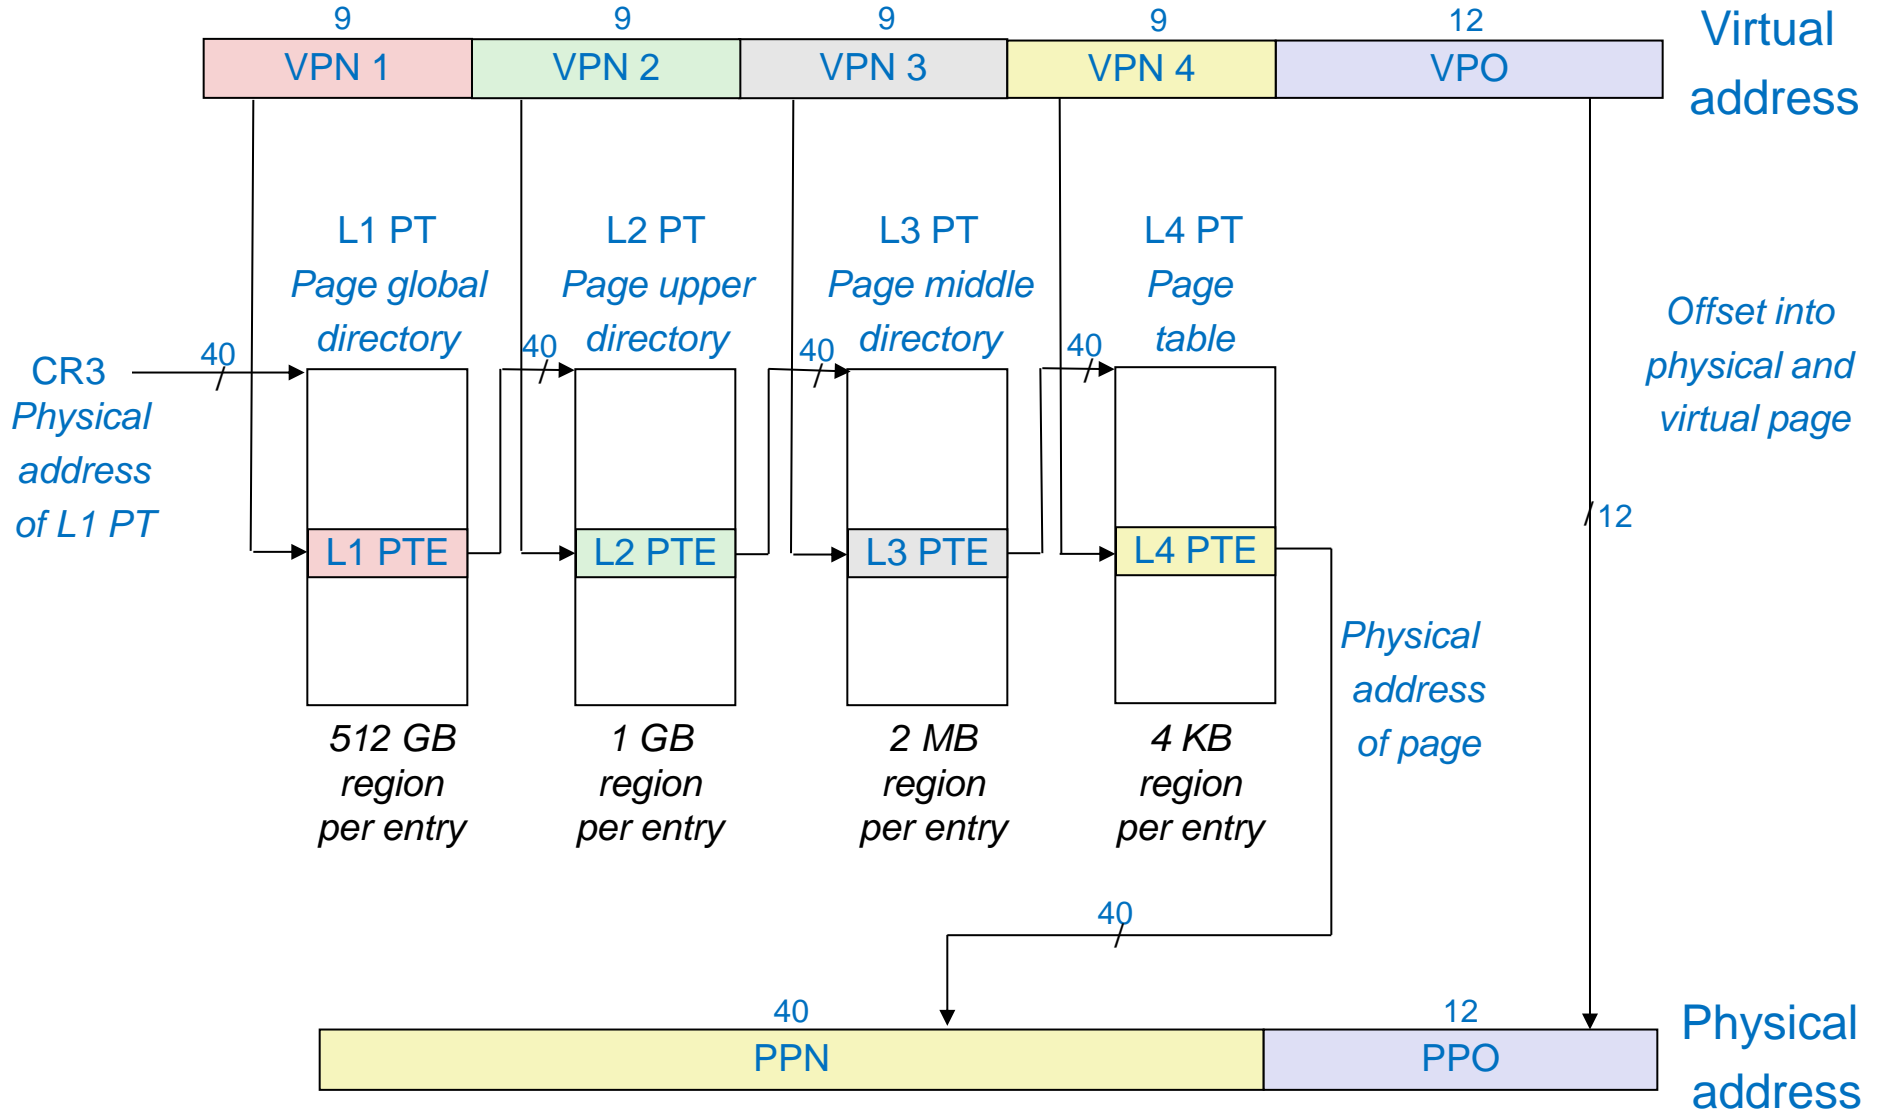 9 9 9 9 12
VPN 1 VPN 2 VPN 3 VPN 4 VPO
Virtual
address
L1 PT
Page global
directory
L2 PT
Page upper
directory
L3 PT
Page middle
directory
L4 PT
Page
table
Offset into
physical and
virtual page
CR3
Physical
address
of L1 PT
40 40 40 40
12
L1 PTE L2 PTE L3 PTE L4 PTE
512 GB
region
per entry
1 GB
region
per entry
2 MB
region
per entry
4 KB
region
per entry
Physical
address
of page
40
40 12
PPN PPO
Physical
address